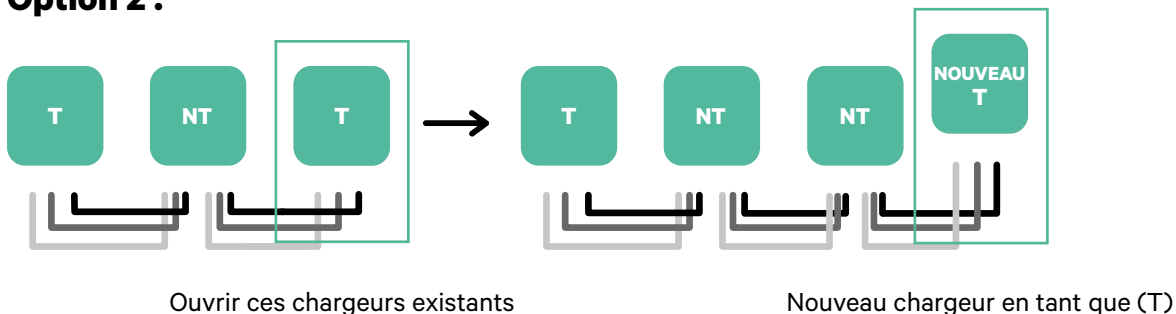 Option 2 :
T
NT
T
T
NT
NT
NOUVEAU
T
Ouvrir ces chargeurs existants
Nouveau chargeur en tant que (T)